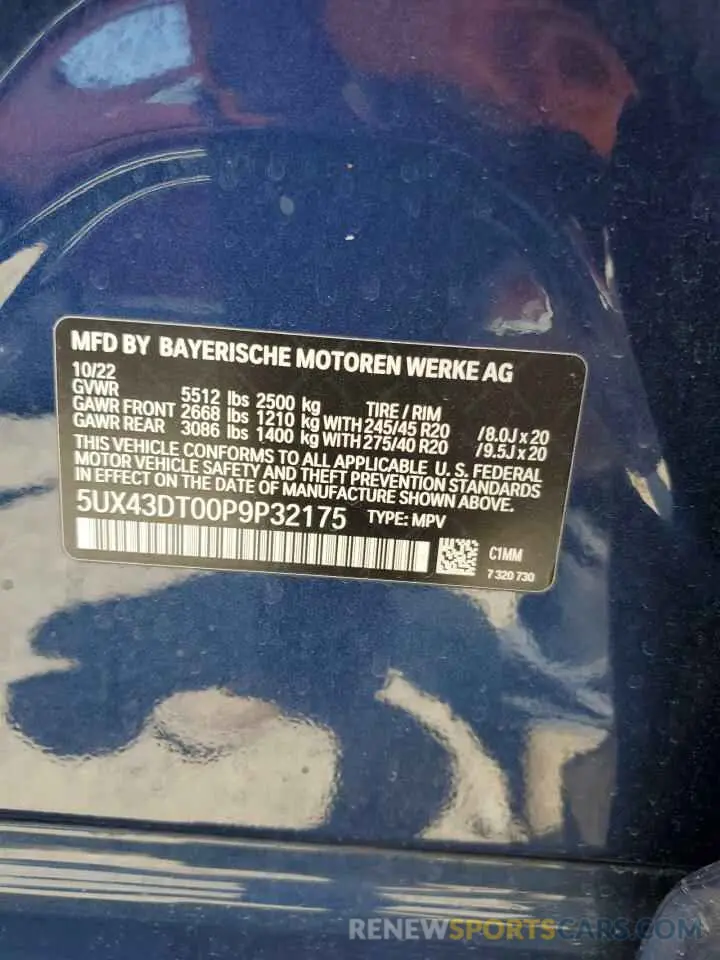 MFD BY BAYERISCHE MOTOREN WERKE AG
10/22
GVWR 5512 lbs 2500 kg TIRE / RIM
GAWR FRONT 2668 lbs 1210 kg WITH 245/45 R20 /8.0J x 20
GAWR REAR 3086 lbs 1400 kg WITH 275/40 R20 /9.5J x 20
THIS VEHICLE CONFORMS TO ALL APPLICABLE U. S. FEDERAL
MOTOR VEHICLE SAFETY AND THEFT PREVENTION STANDARDS
IN EFFECT ON THE DATE OF MANUFACTURE SHOWN ABOVE.
5UX43DT00P9P32175 TYPE: MPV
C1MM
7 320 730
RENEWSPORTSCARS.COM